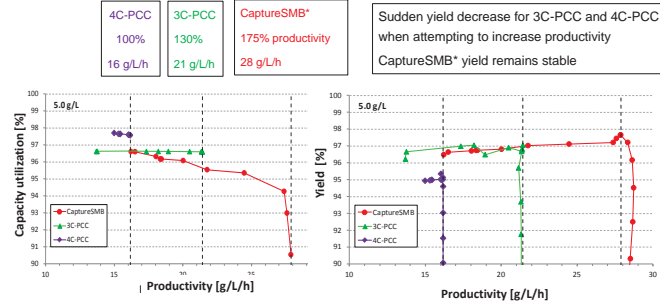 4C-PCC
100%
16 g/L/h
3C-PCC
130%
21 g/L/h
CaptureSMB*
175% productivity
28 g/L/h
Sudden yield decrease for 3C-PCC and 4C-PCC
when attempting to increase productivity
CaptureSMB* yield remains stable
5.0 g/L
Capacity utilization [%]
100
99
98
97
96
95
94
93
92
91
90
CaptureSMB
3C-PCC
4C-PCC
10
15
20
25
Productivity [g/L/h]
5.0 g/L
Yield [%]
100
99
98
97
96
95
94
93
92
91
90
CaptureSMB
3C-PCC
4C-PCC
10
15
20
25
30
Productivity [g/L/h]